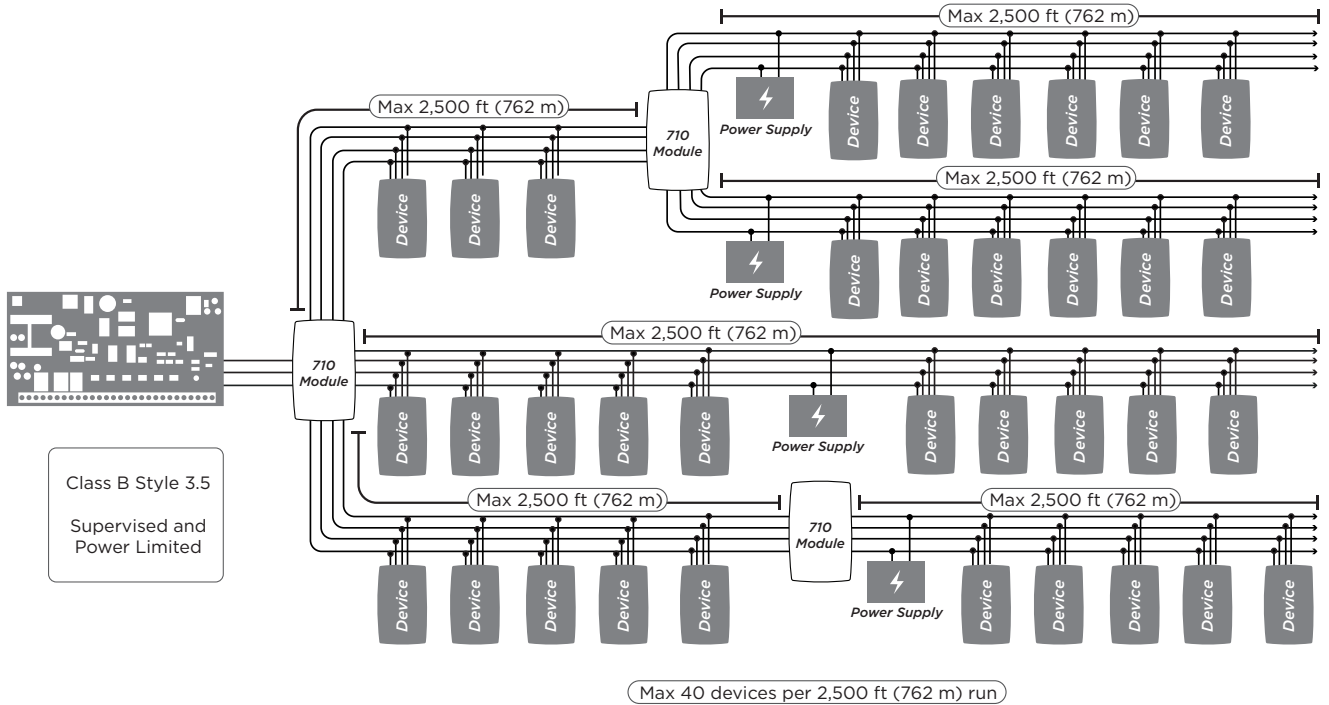 Max 2,500 ft (762 m)
Max 2,500 ft (762 m)
710
Module
Power Supply
Device
Device
Device
Device
Device
Device
Device
Device
Device
Max 2,500 ft (762 m)
Power Supply
Device
Device
Device
Device
Device
Device
Max 2,500 ft (762 m)
710
Module
Device
Device
Device
Device
Device
Power Supply
Device
Device
Device
Device
Device
Class B Style 3.5
Supervised and
Power Limited
Max 2,500 ft (762 m)
710
Module
Max 2,500 ft (762 m)
Device
Device
Device
Device
Device
Power Supply
Device
Device
Device
Device
Device
Max 40 devices per 2,500 ft (762 m) run